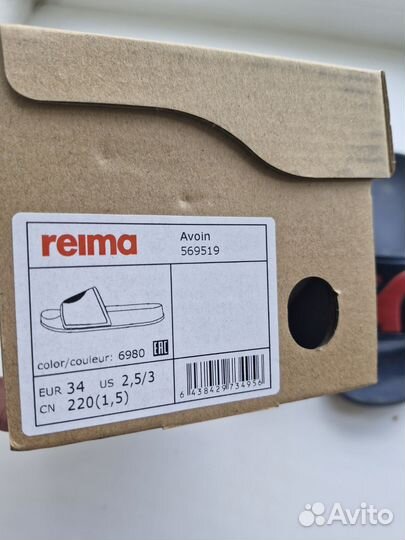 reima
Avoin
569519
color/couleur: 6980 EAC
EUR 34 US 2,5/3
CN 220(1,5)
6 438429 734956
Avito